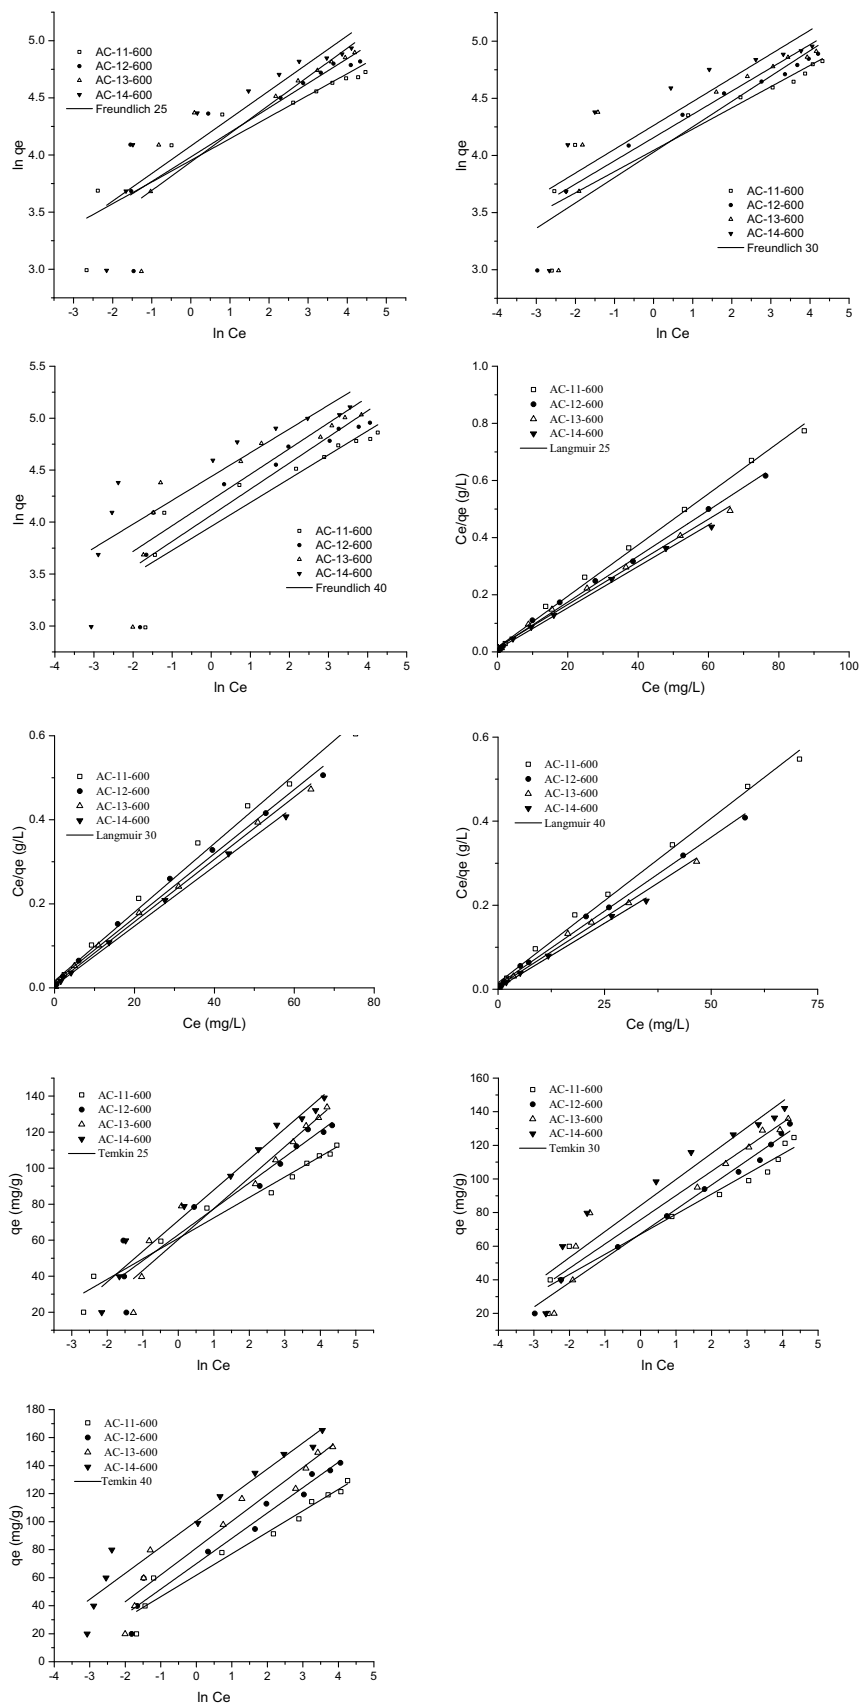 5.0
4.5
4.0
3.5
3.0
ln qe
AC-11-600
AC-12-600
AC-13-600
AC-14-600
Freundlich 25
-3 -2 -1 0 1 2 3 4 5
ln Ce
5.0
4.5
4.0
3.5
3.0
ln qe
AC-11-600
AC-12-600
AC-13-600
AC-14-600
Freundlich 30
-4 -3 -2 -1 0 1 2 3 4 5
ln Ce
5.5
5.0
4.5
4.0
3.5
3.0
ln qe
AC-11-600
AC-12-600
AC-13-600
AC-14-600
Freundlich 40
-4 -3 -2 -1 0 1 2 3 4 5
ln Ce
1.0
0.8
0.6
0.4
0.2
0.0
Ce/qe (g/L)
AC-11-600
AC-12-600
AC-13-600
AC-14-600
Langmuir 25
0 20 40 60 80 100
Ce (mg/L)
0.6
0.4
0.2
0.0
Ce/qe (g/L)
AC-11-600
AC-12-600
AC-13-600
AC-14-600
Langmuir 30
0 20 40 60 80
Ce (mg/L)
0.6
0.4
0.2
0.0
Ce/qe (g/L)
AC-11-600
AC-12-600
AC-13-600
AC-14-600
Langmuir 40
0 25 50 75
Ce (mg/L)
140
120
100
80
60
40
20
qe (mg/g)
AC-11-600
AC-12-600
AC-13-600
AC-14-600
Temkin 25
-3 -2 -1 0 1 2 3 4 5
ln Ce
160
140
120
100
80
60
40
20
qe (mg/g)
AC-11-600
AC-12-600
AC-13-600
AC-14-600
Temkin 30
-4 -3 -2 -1 0 1 2 3 4 5
ln Ce
180
160
140
120
100
80
60
40
20
0
qe (mg/g)
AC-11-600
AC-12-600
AC-13-600
AC-14-600
Temkin 40
-4 -3 -2 -1 0 1 2 3 4 5
ln Ce